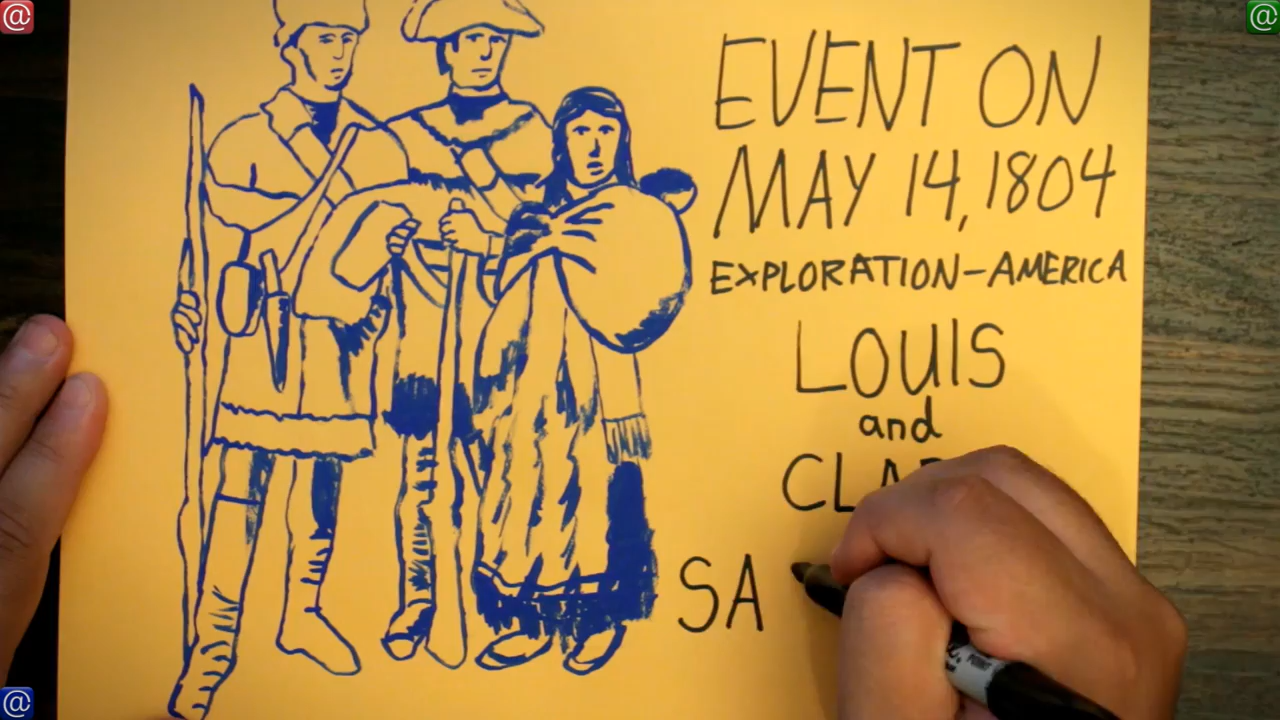 EVENT ON
MAY 14, 1804
EXPLORATION-AMERICA
LOUIS
and
SA